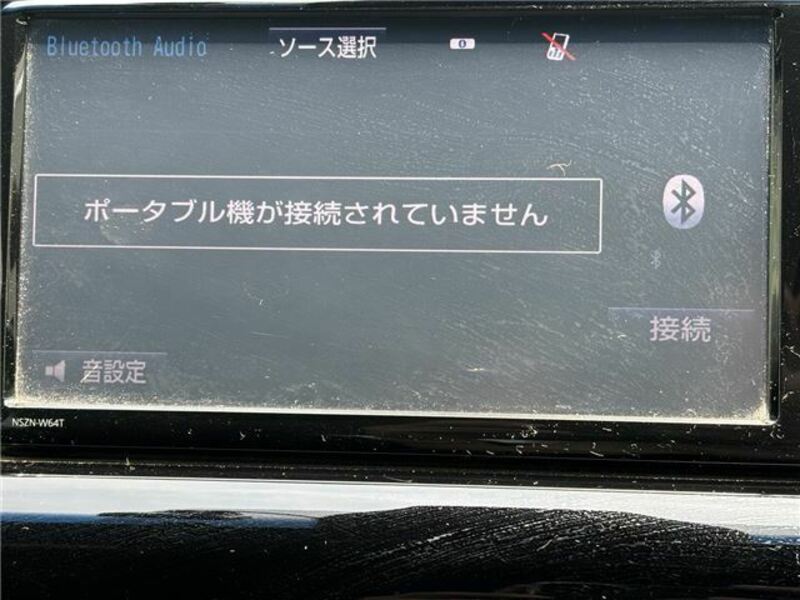 Bluetooth Audio
ソース選択
ポータブル機が接続されていません
接続
音設定
NSZN-W64T